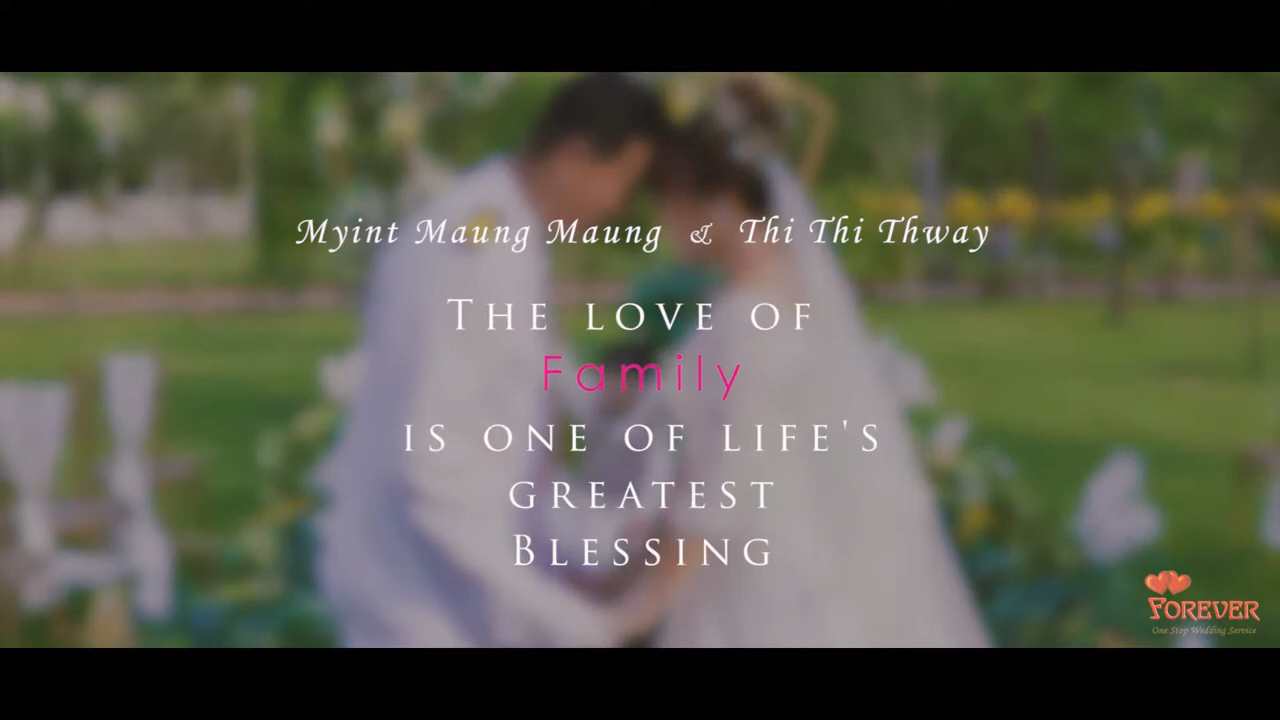 Myint Maung Maung & Thi Thi Thway
THE LOVE OF
Family
IS ONE OF LIFE'S
GREATEST
BLESSING
FOREVER
One Stop Wedding Service